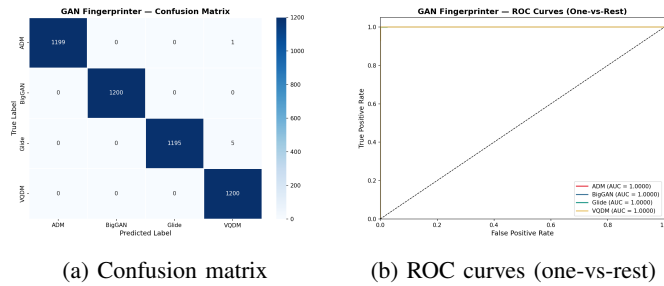 GAN Fingerprinter — Confusion Matrix
ADM
BigGAN
Glide
VQDM
True Label
1199 0 0 1
0 1200 0 0
0 0 1195 5
0 0 0 1200
ADM BigGAN Glide VQDM
Predicted Label
1200
1000
800
600
400
200
0
(a) Confusion matrix
GAN Fingerprinter — ROC Curves (One-vs-Rest)
True Positive Rate
1.0
0.8
0.6
0.4
0.2
0.0
ADM (AUC = 1.0000)
BigGAN (AUC = 1.0000)
Glide (AUC = 1.0000)
VQDM (AUC = 1.0000)
0.0 0.2 0.4 0.6 0.8
False Positive Rate
(b) ROC curves (one-vs-rest)